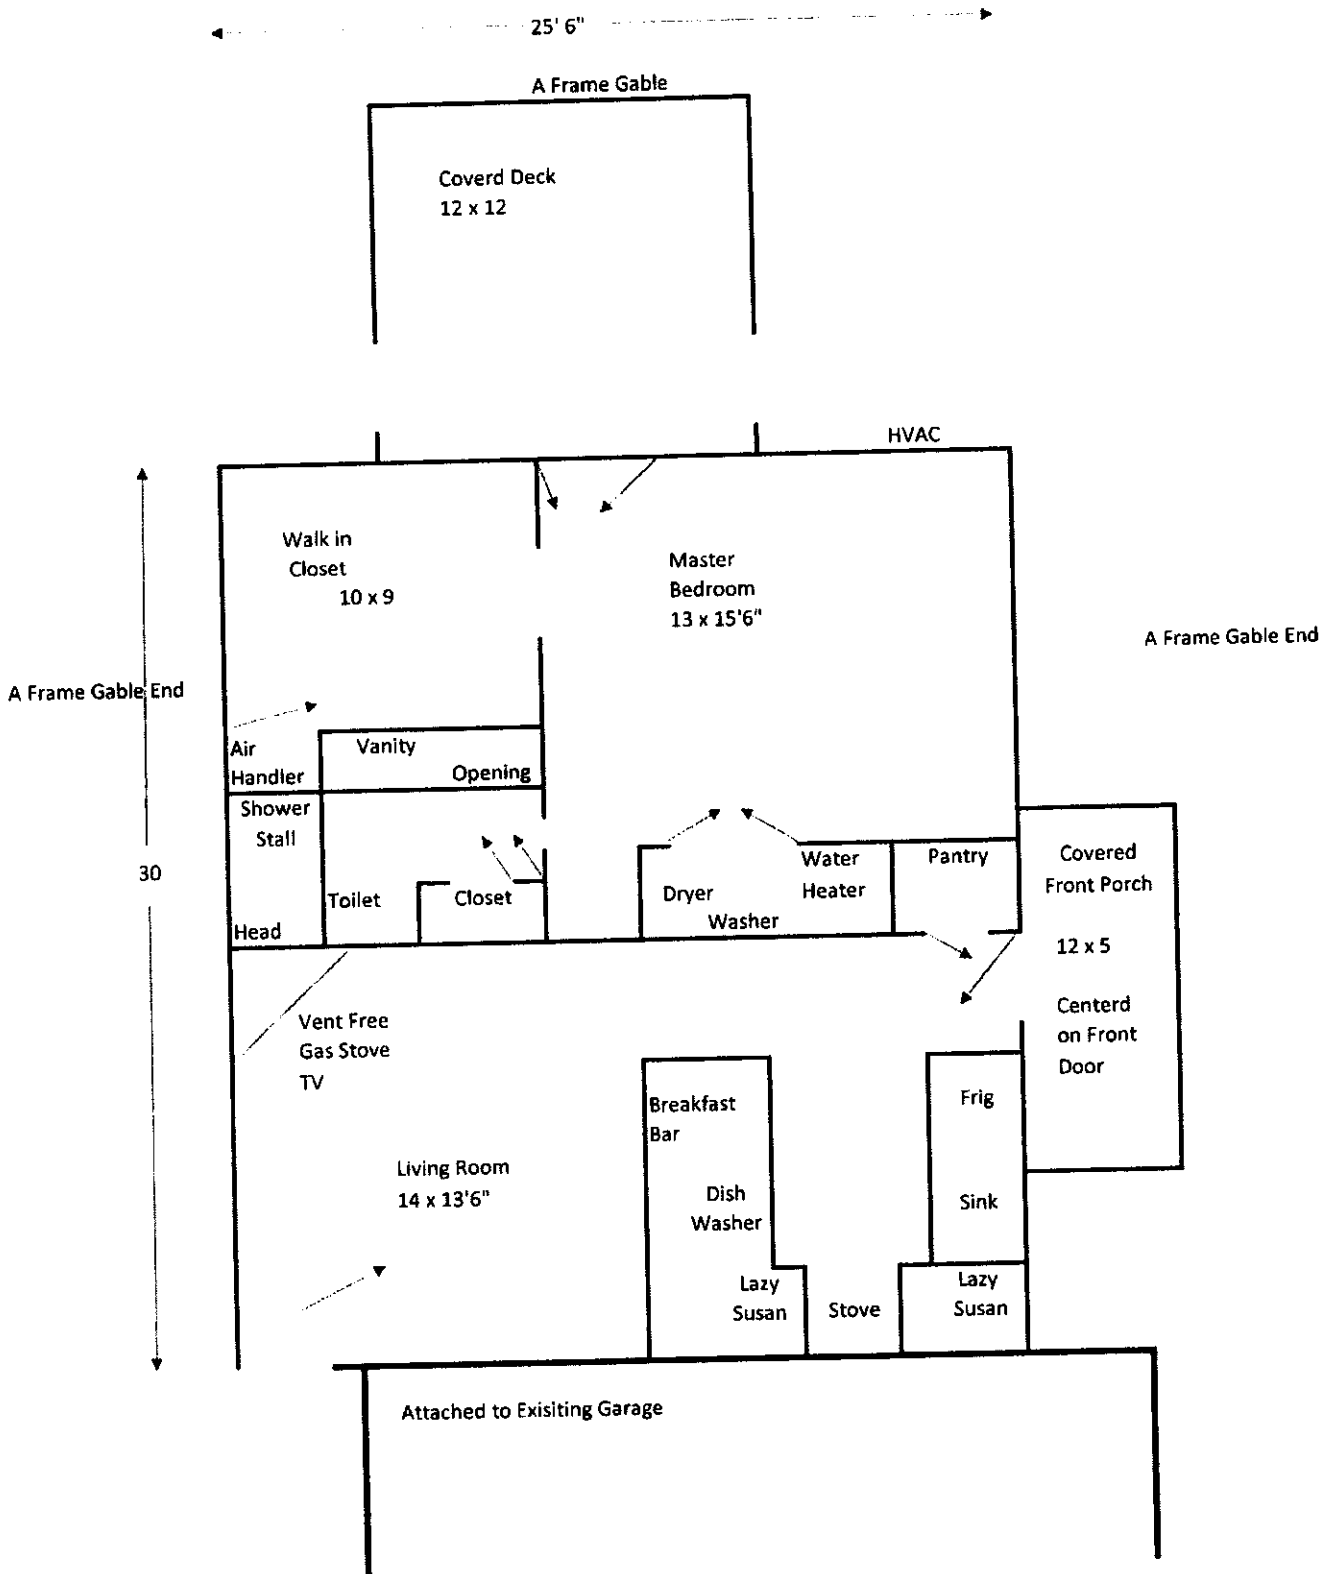 25' 6"
A Frame Gable
Coverd Deck
12 x 12
HVAC
Walk in
Closet
10 x 9
Master
Bedroom
13 x 15'6"
A Frame Gable End
A Frame Gable End
Air
Handler
Vanity
Opening
Shower
Stall
Head
Toilet
Closet
Dryer
Washer
Water
Heater
Pantry
Covered
Front Porch
12 x 5
Centerd
on Front
Door
30
Vent Free
Gas Stove
TV
Living Room
14 x 13'6"
Breakfast
Bar
Dish
Washer
Lazy
Susan
Stove
Frig
Sink
Lazy
Susan
Attached to Exisiting Garage